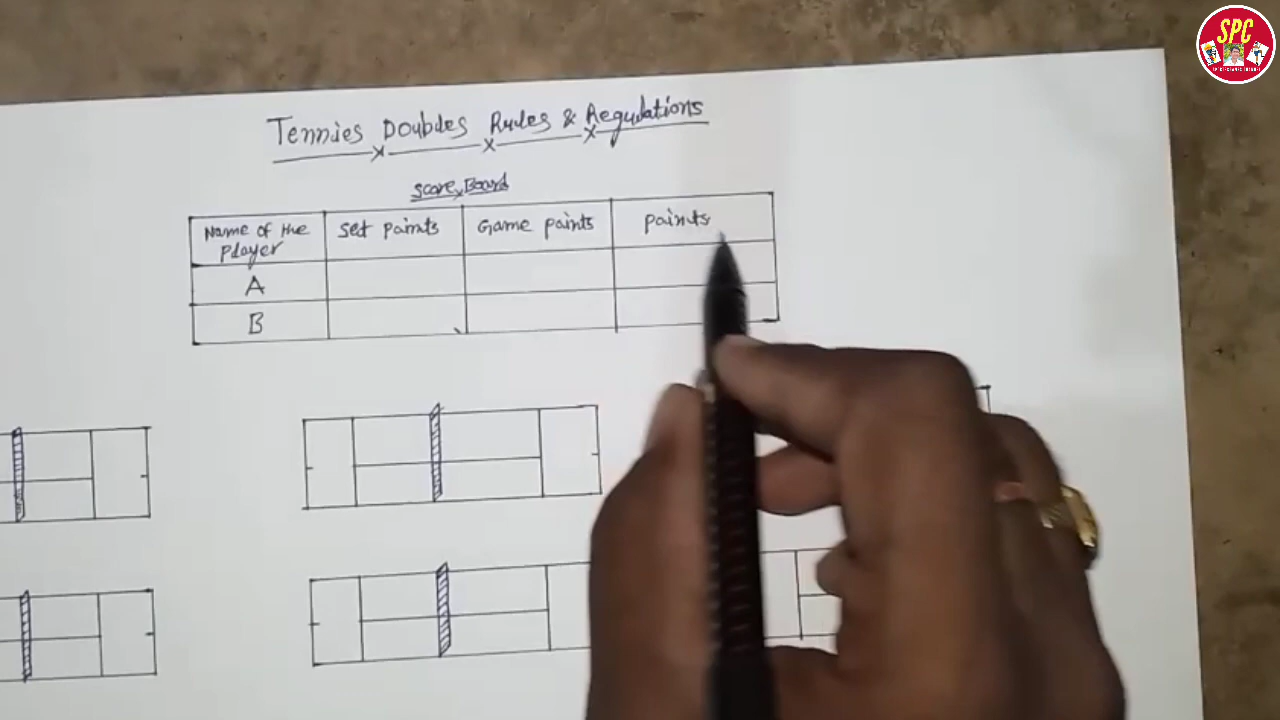 SPC
Tennies Doubles Rules & Regulations
Score Board
Name of the Player
Set points
Game points
points
A
B